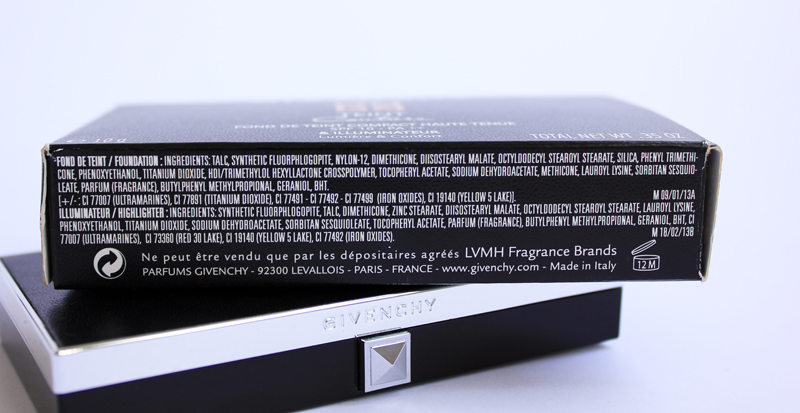 TEINT
Couture
FOND DE TEINT COMPACT HAUTE TENUE
SPF 10
& ILLUMINATEUR
Lumière & Confort
10 g
TOTAL NET WT. .35 OZ.
FOND DE TEINT / FOUNDATION : INGREDIENTS: TALC, SYNTHETIC FLUORPHLOGOPITE, NYLON-12, DIMETHICONE, DIISOSTEARYL MALATE, OCTYLDODECYL STEAROYL STEARATE, SILICA, PHENYL TRIMETHI-
CONE, PHENOXYETHANOL, TITANIUM DIOXIDE, HDI/TRIMETHYLOL HEXYLLACTONE CROSSPOLYMER, TOCOPHERYL ACETATE, SODIUM DEHYDROACETATE, METHICONE, LAUROYL LYSINE, SORBITAN SESQUIO-
LEATE, PARFUM (FRAGRANCE), BUTYLPHENYL METHYLPROPIONAL, GERANIOL, BHT.
[+/-: CI 77007 (ULTRAMARINES), CI 77891 (TITANIUM DIOXIDE), CI 77491 - CI 77492 - CI 77499 (IRON OXIDES), CI 19140 (YELLOW 5 LAKE)]. M 09/01/13A
ILLUMINATEUR / HIGHLIGHTER : INGREDIENTS: SYNTHETIC FLUORPHLOGOPITE, TALC, DIMETHICONE, ZINC STEARATE, DIISOSTEARYL MALATE, OCTYLDODECYL STEAROYL STEARATE, LAUROYL LYSINE,
PHENOXYETHANOL, TITANIUM DIOXIDE, SODIUM DEHYDROACETATE, SORBITAN SESQUIOLEATE, TOCOPHERYL ACETATE, PARFUM (FRAGRANCE), BUTYLPHENYL METHYLPROPIONAL, GERANIOL, BHT, CI
77007 (ULTRAMARINES), CI 73360 (RED 30 LAKE), CI 19140 (YELLOW 5 LAKE), CI 77492 (IRON OXIDES). M 18/02/13B
Ne peut être vendu que par les dépositaires agréés LVMH Fragrance Brands
PARFUMS GIVENCHY - 92300 LEVALLOIS - PARIS - FRANCE - www.givenchy.com - Made in Italy
12 M
GIVENCHY